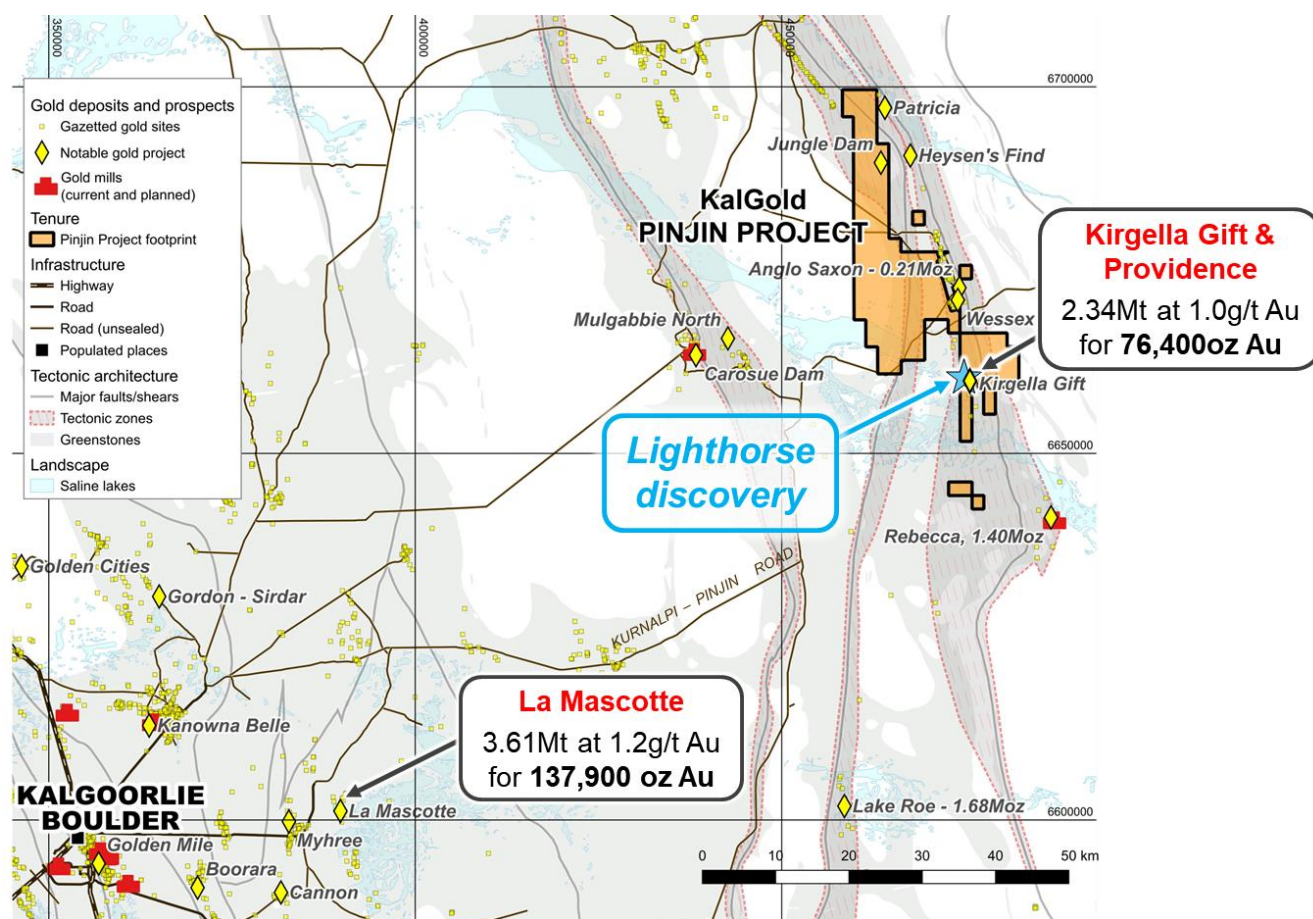 350000
400000
450000
6700000
6650000
6600000
Gold deposits and prospects
Gazetted gold sites
Notable gold project
Gold mills
(current and planned)
Tenure
Pinjin Project footprint
Infrastructure
Highway
Road
Road (unsealed)
Populated places
Tectonic architecture
Major faults/shears
Tectonic zones
Greenstones
Landscape
Saline lakes
Patricia
Jungle Dam
Heysen's Find
KalGold
PINJIN PROJECT
Anglo Saxon - 0.21Moz
Wessex
Kirgella Gift &
Providence
2.34Mt at 1.0g/t Au
for 76,400oz Au
Mulgabbie North
Carosue Dam
Kirgella Gift
Lighthorse
discovery
Rebecca, 1.40Moz
Golden Cities
Gordon - Sirdar
KURNALPI – PINJIN ROAD
Kanowna Belle
La Mascotte
3.61Mt at 1.2g/t Au
for 137,900 oz Au
KALGOORLIE
BOULDER
Golden Mile
La Mascotte
Myhree
Boorara
Cannon
Lake Roe - 1.68Moz
0 10 20 30 40 50 km